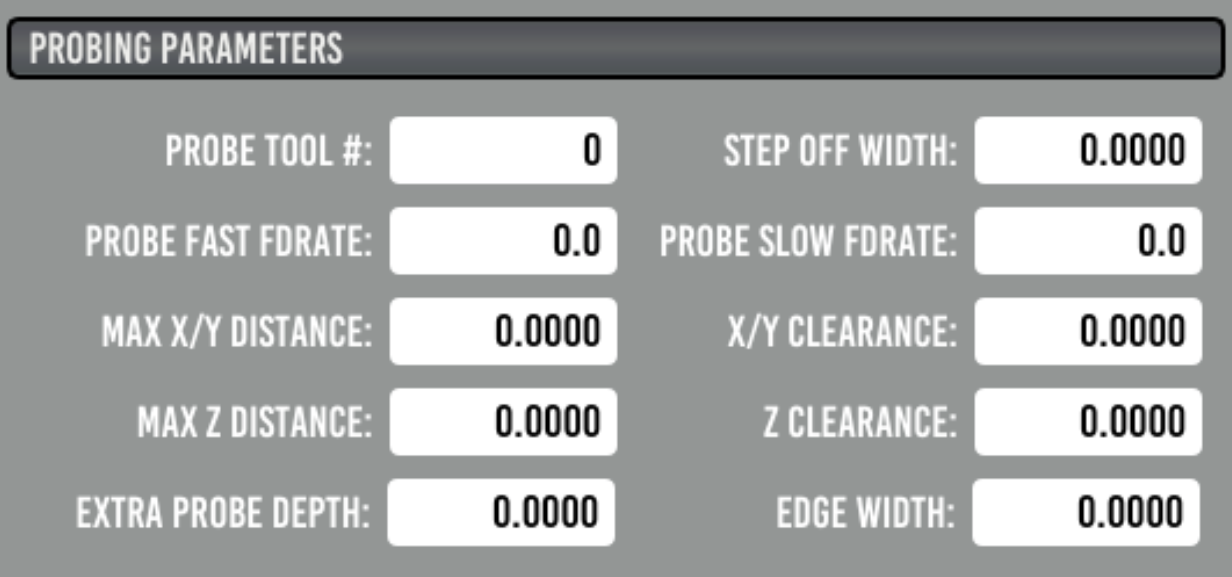 PROBING PARAMETERS
PROBE TOOL #: 0 STEP OFF WIDTH: 0.0000
PROBE FAST FDRATE: 0.0 PROBE SLOW FDRATE: 0.0
MAX X/Y DISTANCE: 0.0000 X/Y CLEARANCE: 0.0000
MAX Z DISTANCE: 0.0000 Z CLEARANCE: 0.0000
EXTRA PROBE DEPTH: 0.0000 EDGE WIDTH: 0.0000